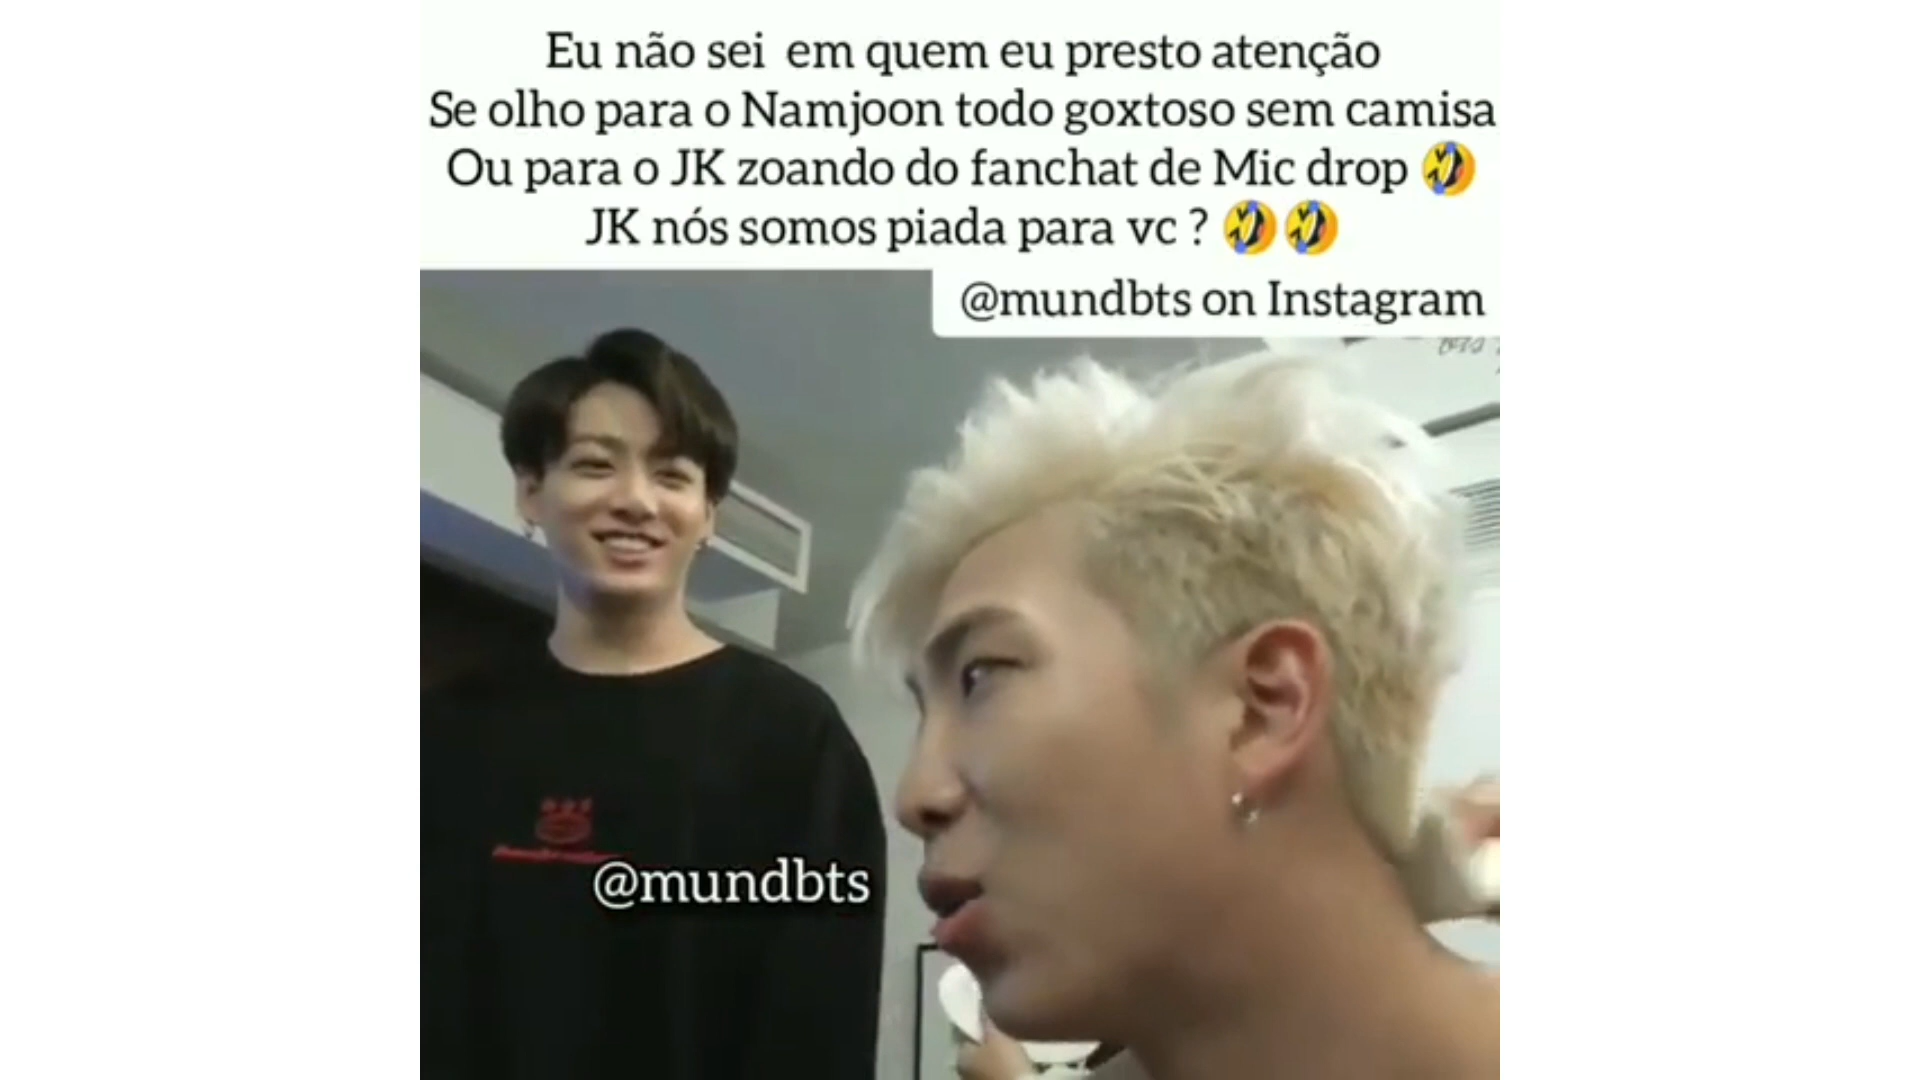 Eu não sei em quem eu presto atenção
Se olho para o Namjoon todo goxtoso sem camisa
Ou para o JK zoando do fanchat de Mic drop 🤣
JK nós somos piada para vc ? 🤣🤣
@mundbts on Instagram
@mundbts